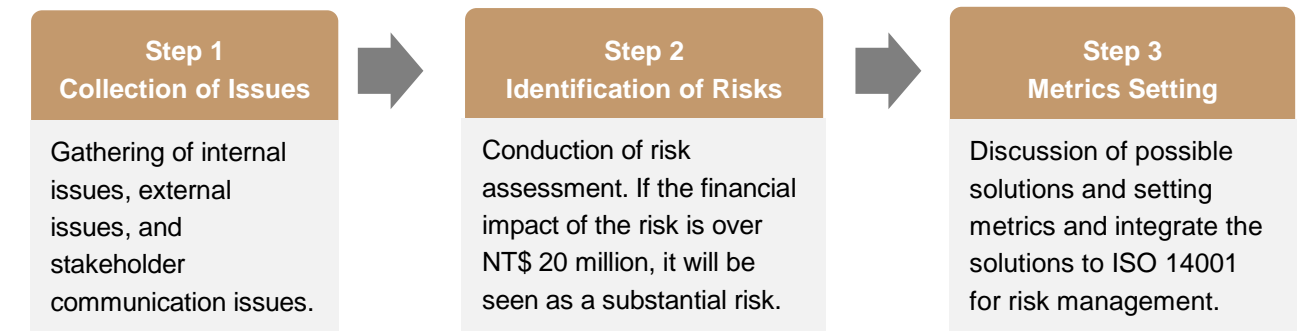 Step 1
Collection of Issues
Gathering of internal
issues, external
issues, and
stakeholder
communication issues.
Step 2
Identification of Risks
Conduction of risk
assessment. If the financial
impact of the risk is over
NT$ 20 million, it will be
seen as a substantial risk.
Step 3
Metrics Setting
Discussion of possible
solutions and setting
metrics and integrate the
solutions to ISO 14001
for risk management.